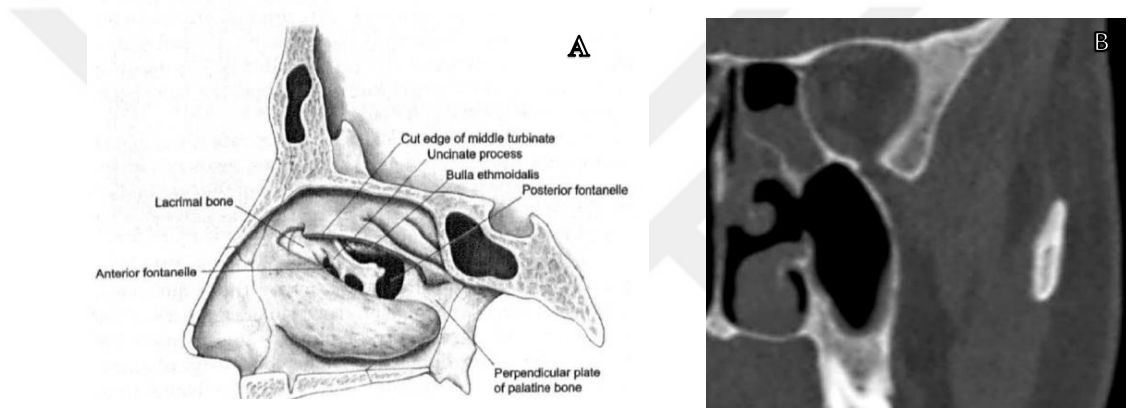 A
B
Cut edge of middle turbinate
Uncinate process
Bulla ethmoidalis
Posterior fontanelle
Lacrimal bone
Anterior fontanelle
Perpendicular plate
of palatine bone